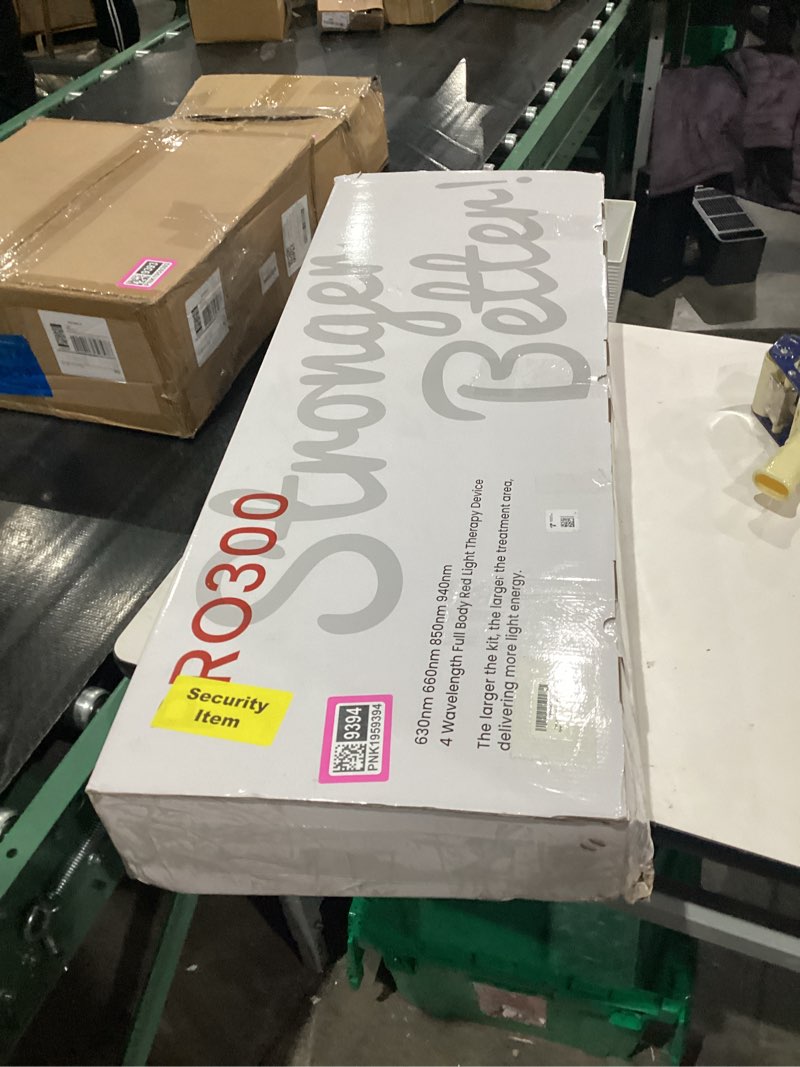 Stronger
Better!
RO300
630nm 660nm 850nm 940nm
4 Wavelength Full Body Red Light Therapy Device
The larger the kit, the larger the treatment area,
delivering more light energy.
Security
Item
9394
PNK1959394